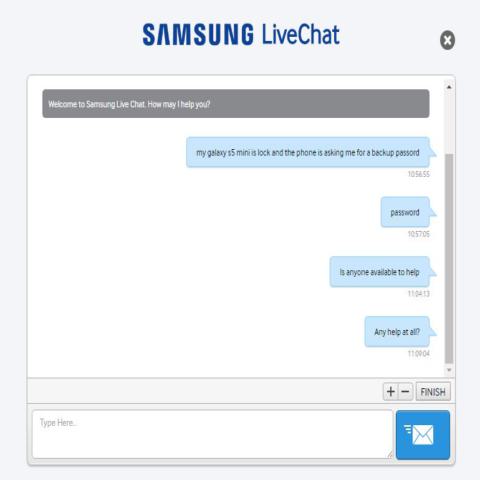 SAMSUNG LiveChat
Welcome to Samsung Live Chat. How may I help you?
my galaxy s5 mini is lock and the phone is asking me for a backup passord
10:56:55
password
10:57:05
Is anyone available to help
11:04:13
Any help at all?
11:09:04
+ − FINISH
Type Here..